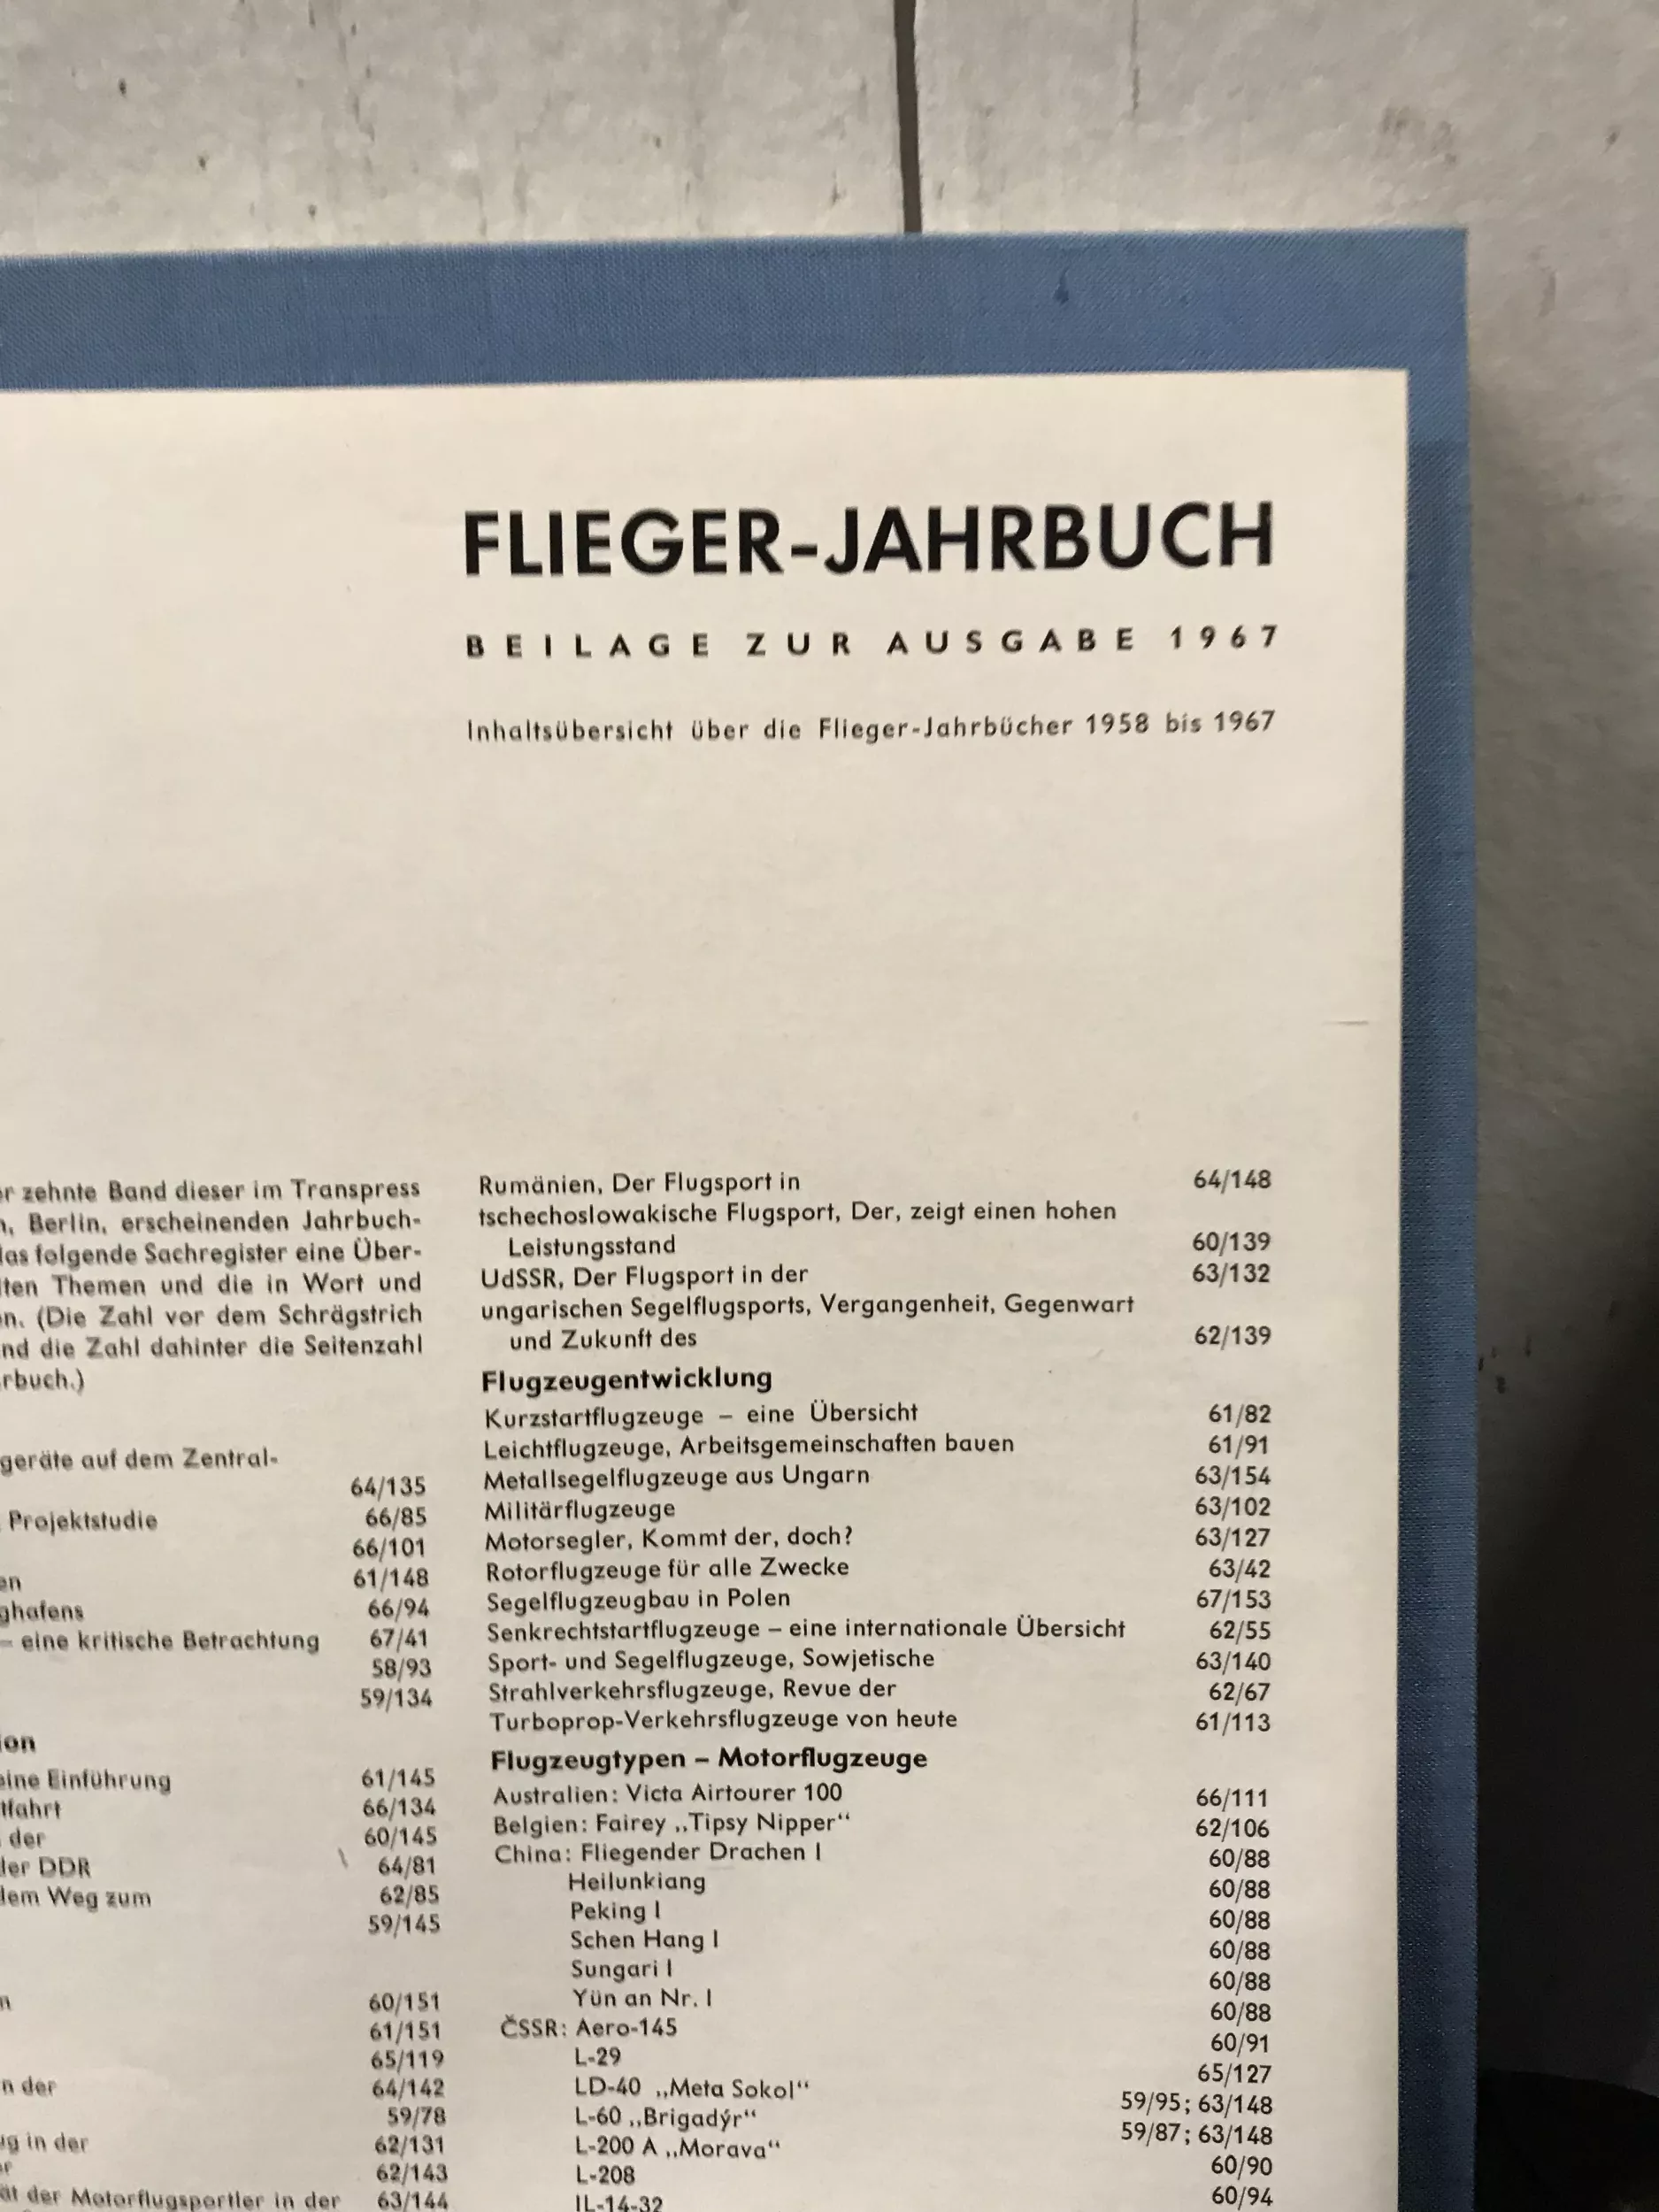 FLIEGER-JAHRBUCH
BEILAGE ZUR AUSGABE 1967
Inhaltsübersicht über die Flieger-Jahrbücher 1958 bis 1967
r zehnte Band dieser im Transpress
n, Berlin, erscheinenden Jahrbuch-
las folgende Sachregister eine Über-
lten Themen und die in Wort und
en. (Die Zahl vor dem Schrägstrich
nd die Zahl dahinter die Seitenzahl
rbuch.)
geräte auf dem Zentral-
64/135
Projektstudie 66/85
66/101
en 61/148
ghafens 66/94
– eine kritische Betrachtung 67/41
58/93
59/134
ion
eine Einführung 61/145
tfahrt 66/134
der 60/145
ler DDR 64/81
lem Weg zum 62/85
59/145
n 60/151
61/151
65/119
n der 64/142
59/78
ug in der 62/131
62/143
ät der Motorflugsportler in der 63/144
Rumänien, Der Flugsport in 64/148
tschechoslowakische Flugsport, Der, zeigt einen hohen
Leistungsstand 60/139
UdSSR, Der Flugsport in der 63/132
ungarischen Segelflugsports, Vergangenheit, Gegenwart
und Zukunft des 62/139
Flugzeugentwicklung
Kurzstartflugzeuge – eine Übersicht 61/82
Leichtflugzeuge, Arbeitsgemeinschaften bauen 61/91
Metallsegelflugzeuge aus Ungarn 63/154
Militärflugzeuge 63/102
Motorsegler, Kommt der, doch? 63/127
Rotorflugzeuge für alle Zwecke 63/42
Segelflugzeugbau in Polen 67/153
Senkrechtstartflugzeuge – eine internationale Übersicht 62/55
Sport- und Segelflugzeuge, Sowjetische 63/140
Strahlverkehrsflugzeuge, Revue der 62/67
Turboprop-Verkehrsflugzeuge von heute 61/113
Flugzeugtypen – Motorflugzeuge
Australien: Victa Airtourer 100 66/111
Belgien: Fairey „Tipsy Nipper“ 62/106
China: Fliegender Drachen I 60/88
Heilunkiang 60/88
Peking I 60/88
Schen Hang I 60/88
Sungari I 60/88
Yün an Nr. I 60/88
ČSSR: Aero-145 60/91
L-29 65/127
LD-40 „Meta Sokol“ 59/95; 63/148
L-60 „Brigadýr“ 59/87; 63/148
L-200 A „Morava“ 60/90
L-208 60/94
IL-14-32